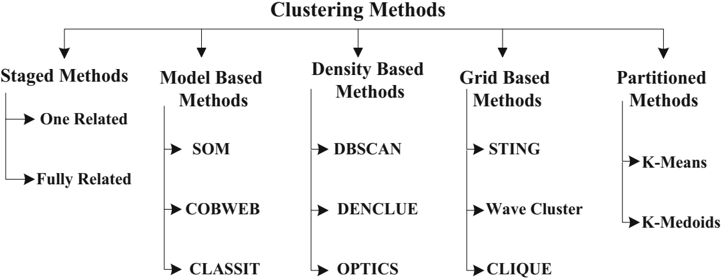 Clustering Methods
Staged Methods
One Related
Fully Related
Model Based
Methods
SOM
COBWEB
CLASSIT
Density Based
Methods
DBSCAN
DENCLUE
OPTICS
Grid Based
Methods
STING
Wave Cluster
CLIQUE
Partitioned
Methods
K-Means
K-Medoids